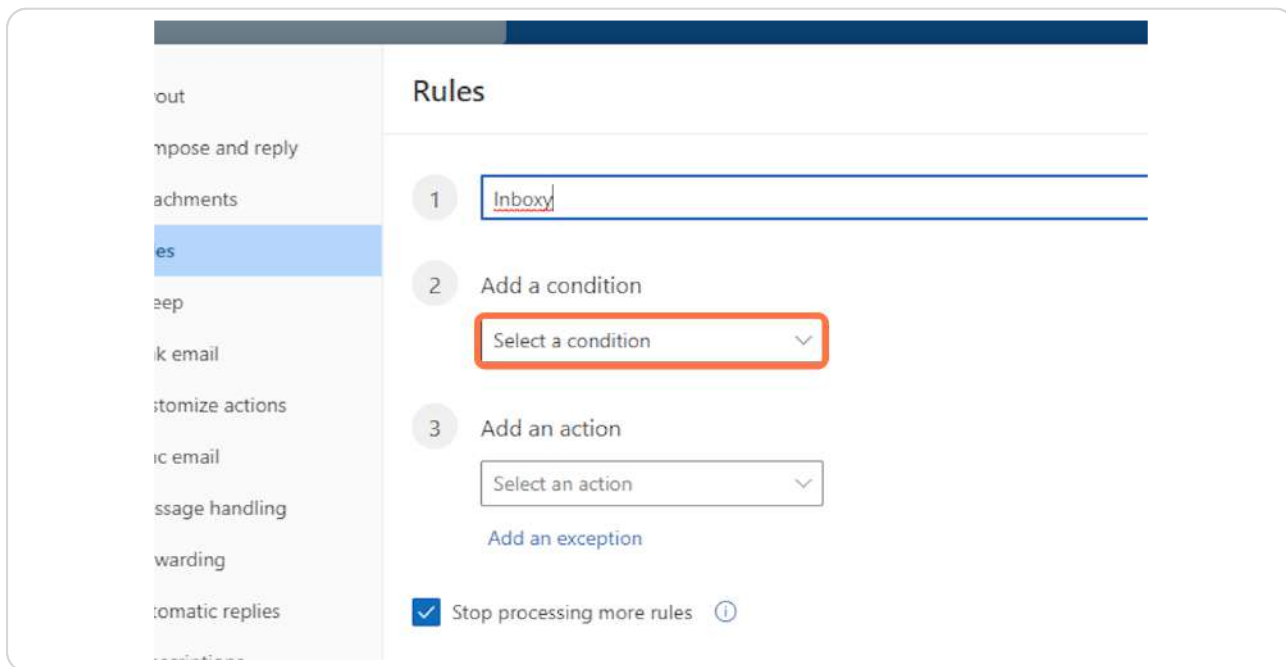 Rules
out
mpose and reply
achments
es
eep
k email
stomize actions
nc email
ssage handling
warding
tomatic replies
1
Inboxy
2
Add a condition
Select a condition
3
Add an action
Select an action
Add an exception
Stop processing more rules